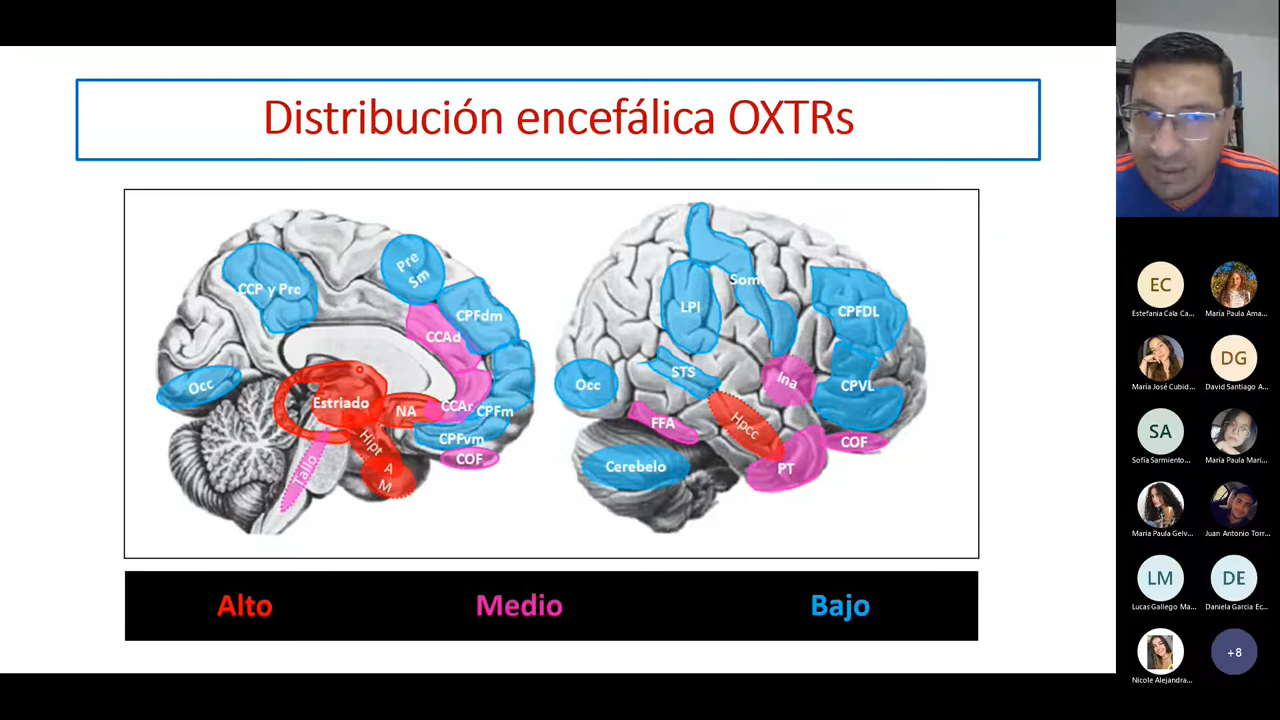 Distribución encefálica OXTRs
CCP y Prc
Pre
Sm
CPFdm
CCAd
Occ
Estriado
NA
CCAr
CPFm
CPFvm
COF
Hipt
A
M
Tallo
Som
LPI
CPFDL
STS
Ina
Occ
CPVL
FFA
Hpcc
COF
PT
Cerebelo
Alto
Medio
Bajo
EC
Estefania Cala Ca...
María Paula Ama...
María José Cubid...
DG
David Santiago A...
SA
Sofía Sarmiento...
María Paula Mari...
Maria Paula Gelv...
Juan Antonio Torr...
LM
Lucas Gallego Ma...
DE
Daniela Garcia Ec...
Nicole Alejandra...
+8